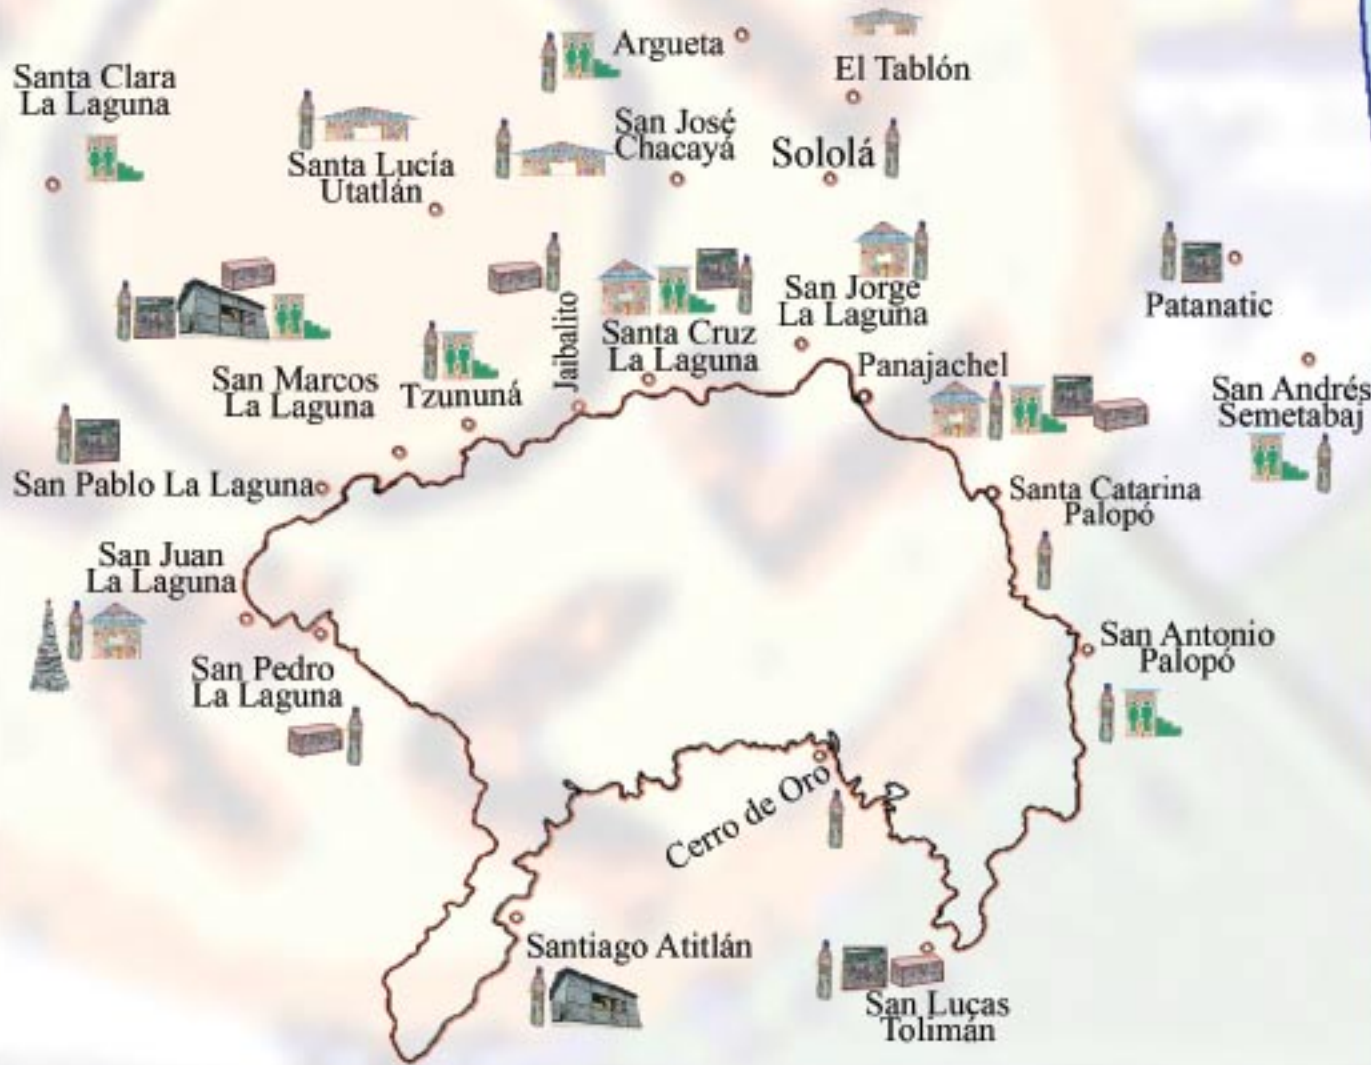 Argueta
El Tablón
Santa Clara
La Laguna
San José
Chacayá
Sololá
Santa Lucía
Utatlán
San Jorge
La Laguna
Patanatic
Jaibalito
Santa Cruz
La Laguna
Panajachel
San Marcos
La Laguna
Tzununá
San Andrés
Semetabaj
San Pablo La Laguna
Santa Catarina
Palopó
San Juan
La Laguna
San Antonio
Palopó
San Pedro
La Laguna
Cerro de Oro
Santiago Atitlán
San Lucas
Tolimán